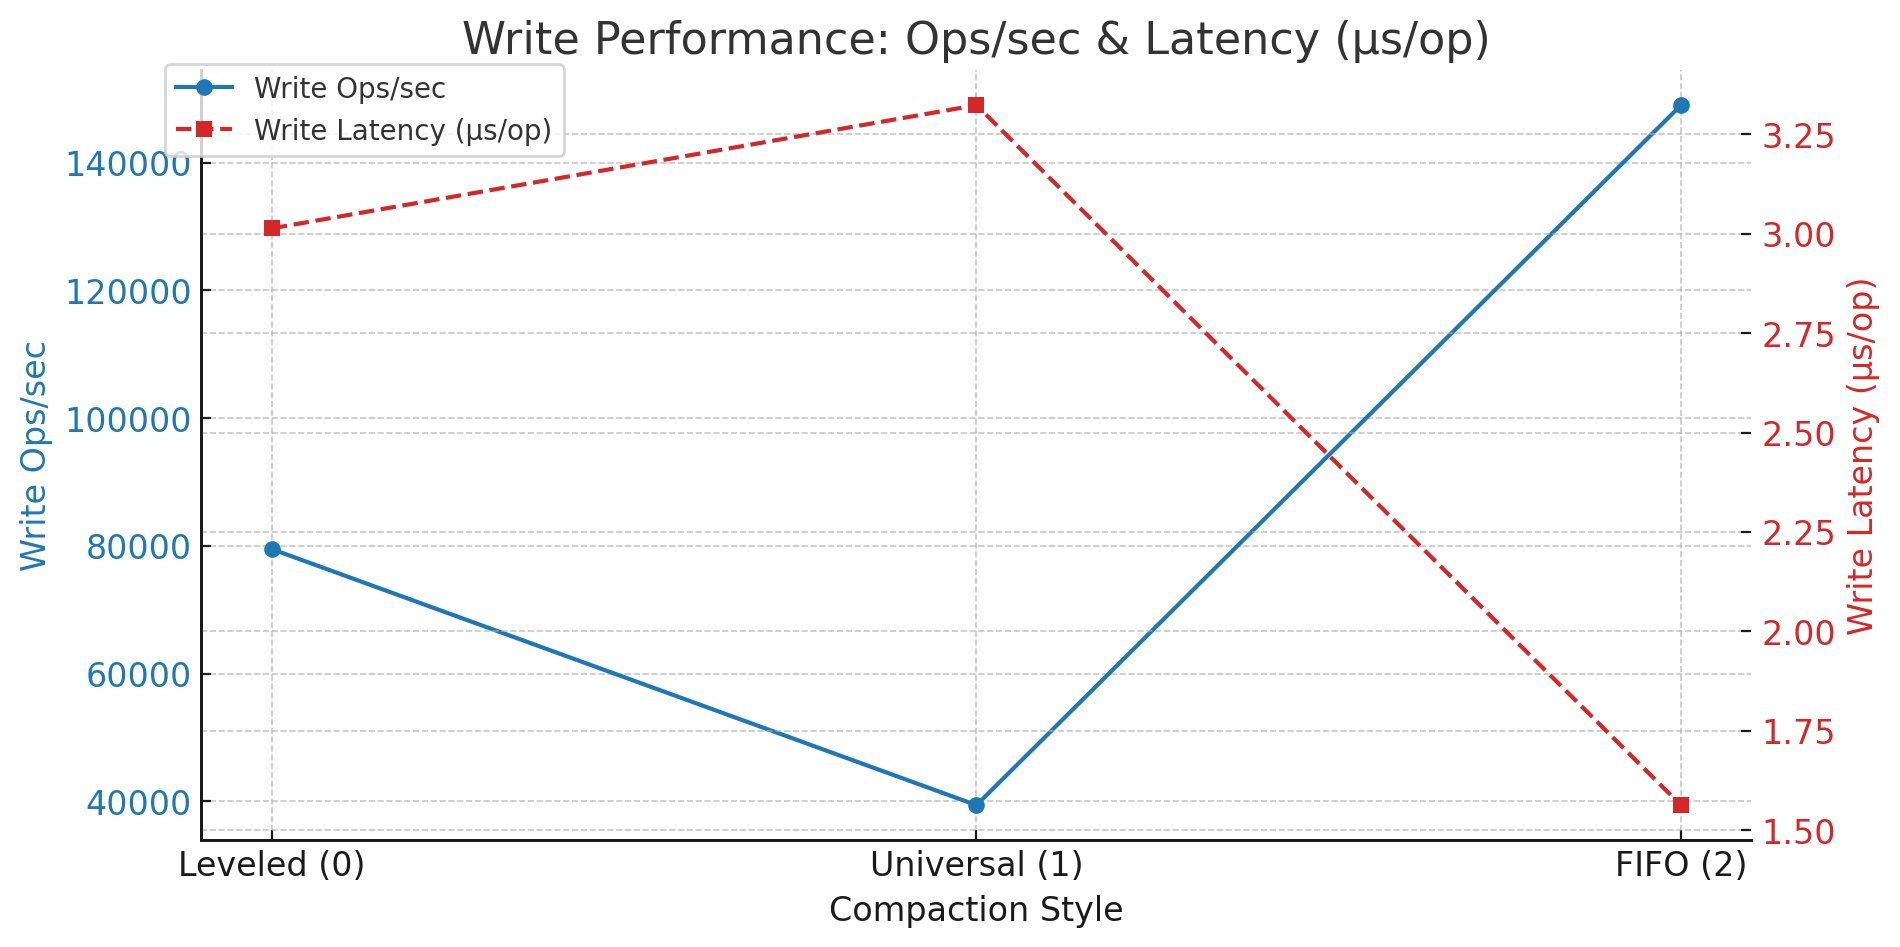 Write Performance: Ops/sec & Latency (µs/op)
Write Ops/sec
Write Latency (µs/op)
140000
120000
100000
80000
60000
40000
Write Ops/sec
3.25
3.00
2.75
2.50
2.25
2.00
1.75
1.50
Write Latency (µs/op)
Leveled (0) Universal (1) FIFO (2)
Compaction Style